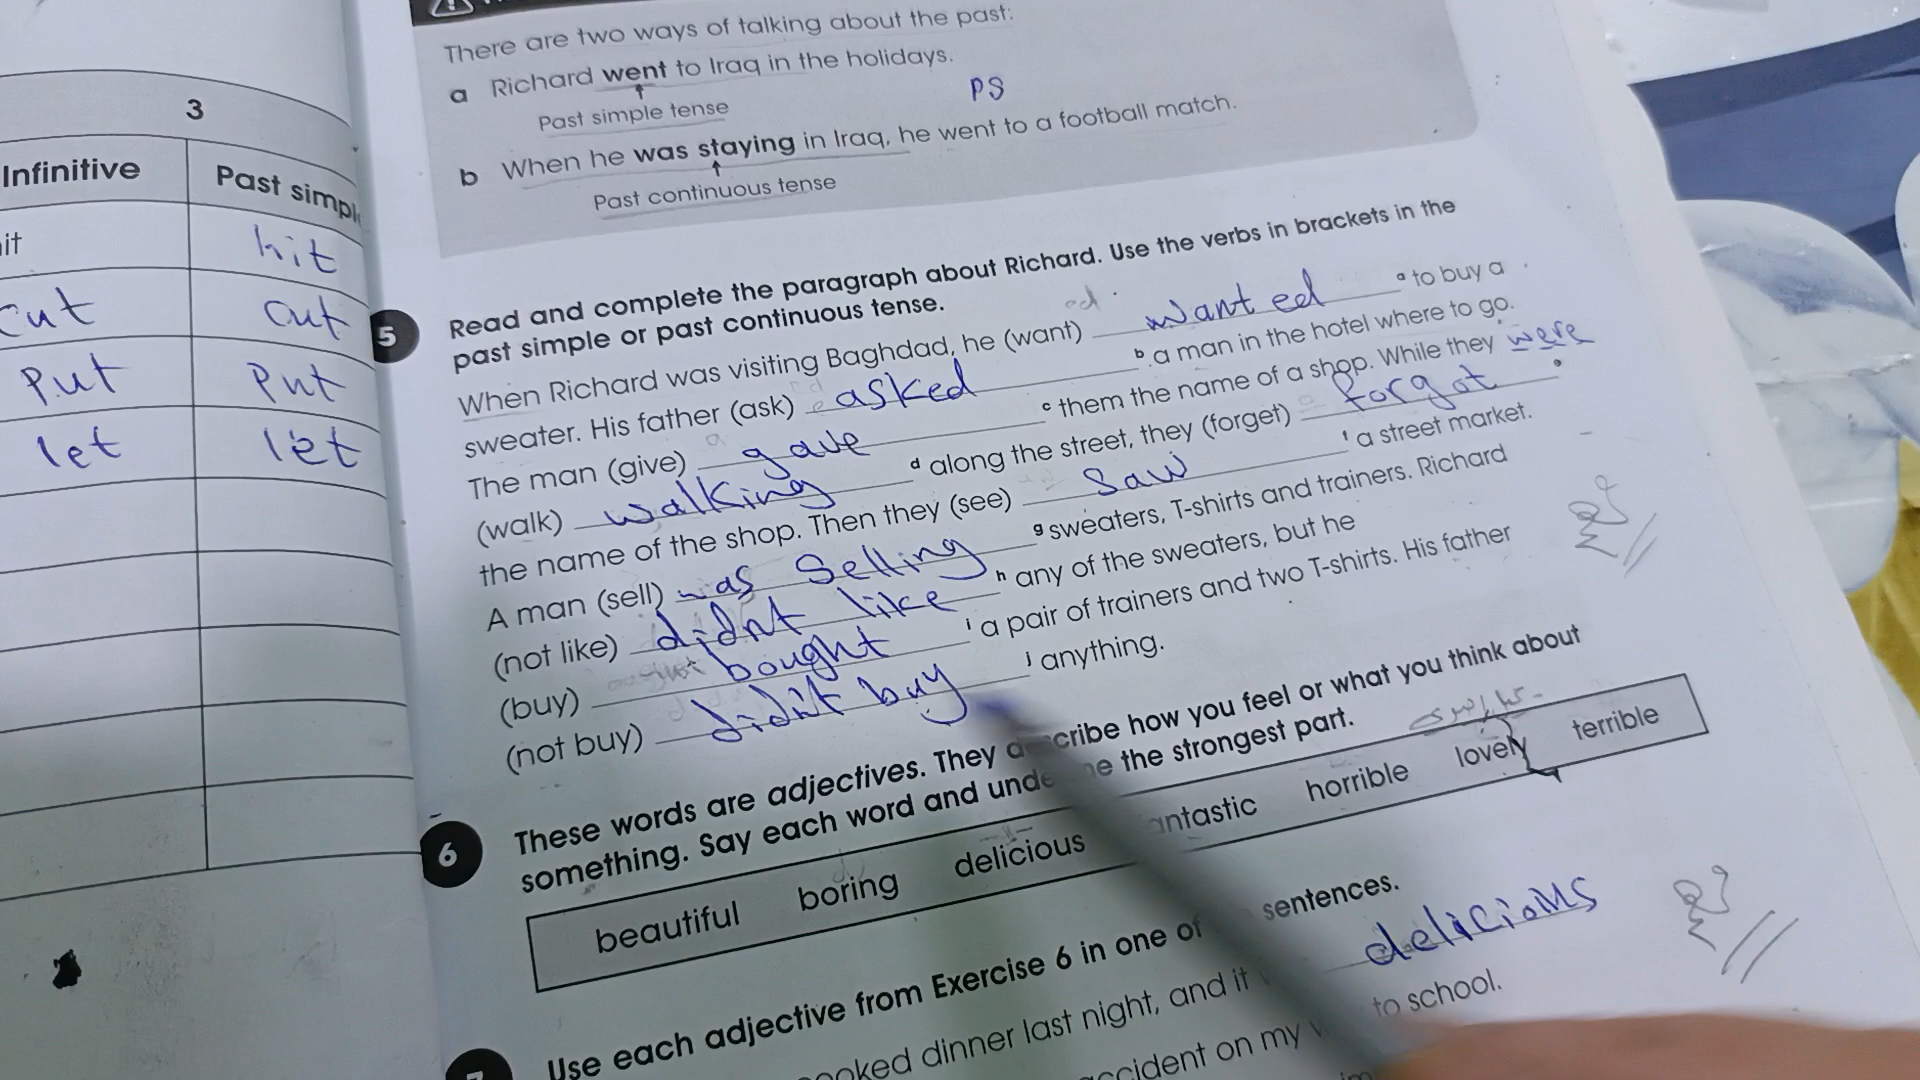 There are two ways of talking about the past:
a Richard went to Iraq in the holidays.
Past simple tense
PS
b When he was staying in Iraq, he went to a football match.
Past continuous tense
3
Infinitive Past simpl
it hit
cut cut
Put Put
let let
5 Read and complete the paragraph about Richard. Use the verbs in brackets in the
past simple or past continuous tense.
ed
When Richard was visiting Baghdad, he (want) wanted a to buy a
sweater. His father (ask) asked b a man in the hotel where to go.
The man (give) gave c them the name of a shop. While they were
(walk) walking d along the street, they (forget) forgot e
the name of the shop. Then they (see) saw f a street market.
A man (sell) was Selling g sweaters, T-shirts and trainers. Richard
(not like) didnt like h any of the sweaters, but he
(buy) bought i a pair of trainers and two T-shirts. His father
(not buy) didn't buy j anything.
6 These words are adjectives. They describe how you feel or what you think about
something. Say each word and unde ne the strongest part.
beautiful boring delicious antastic horrible lovely terrible
7 Use each adjective from Exercise 6 in one of sentences.
ooked dinner last night, and it delicious
ccident on my to school.